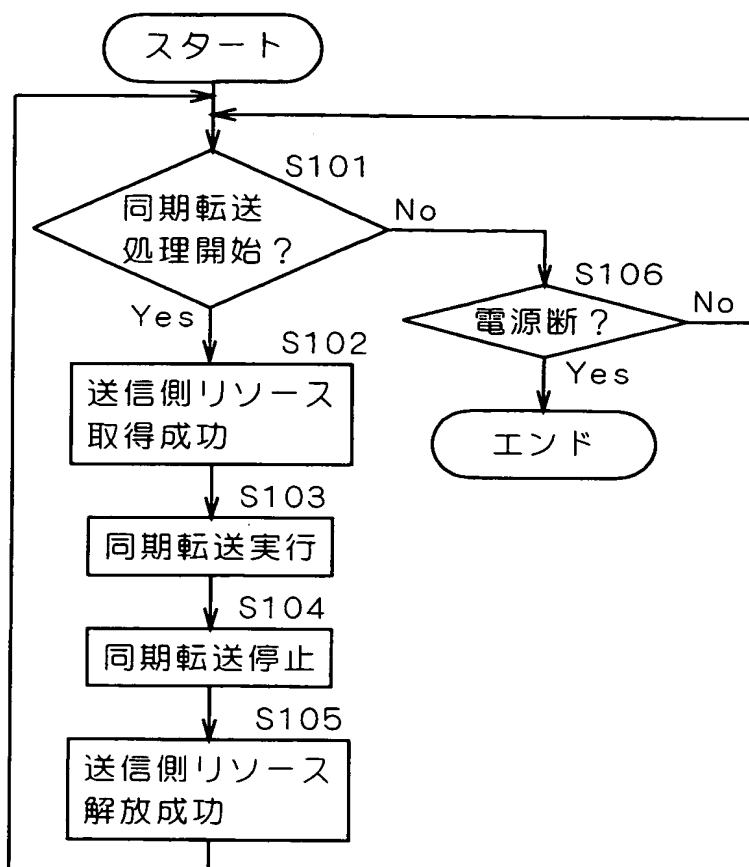 スタート
S101
同期転送
処理開始？
No
Yes
S106
電源断？
No
Yes
エンド
S102
送信側リソース
取得成功
S103
同期転送実行
S104
同期転送停止
S105
送信側リソース
解放成功